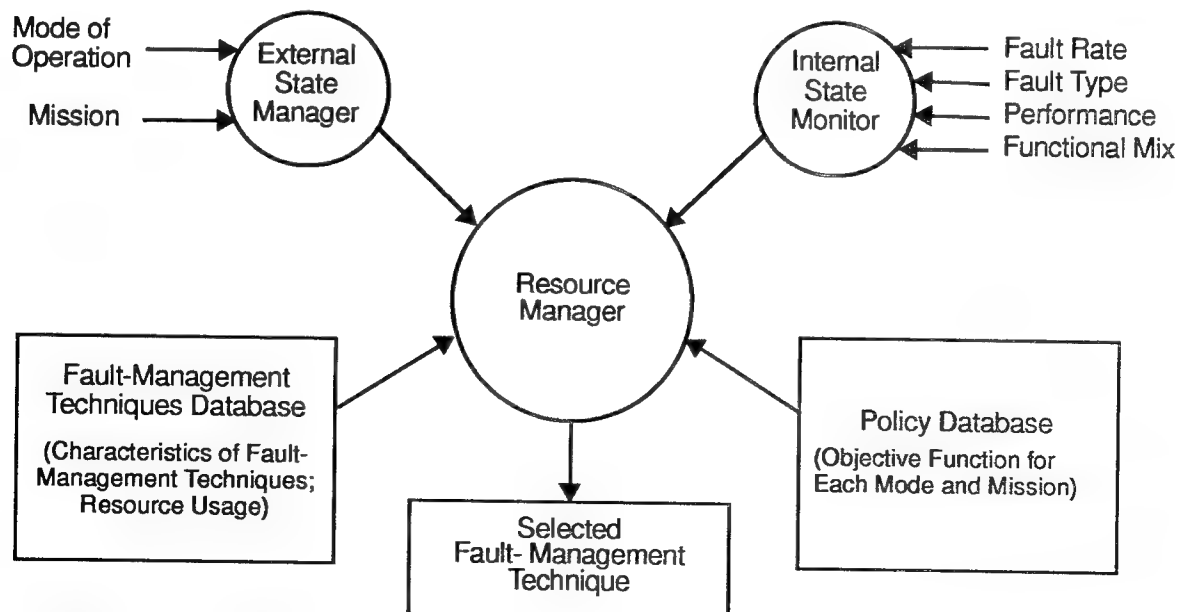 Mode of
Operation
Mission
External
State
Manager
Internal
State
Monitor
Fault Rate
Fault Type
Performance
Functional Mix
Resource
Manager
Fault-Management
Techniques Database
(Characteristics of Fault-
Management Techniques;
Resource Usage)
Policy Database
(Objective Function for
Each Mode and Mission)
Selected
Fault- Management
Technique